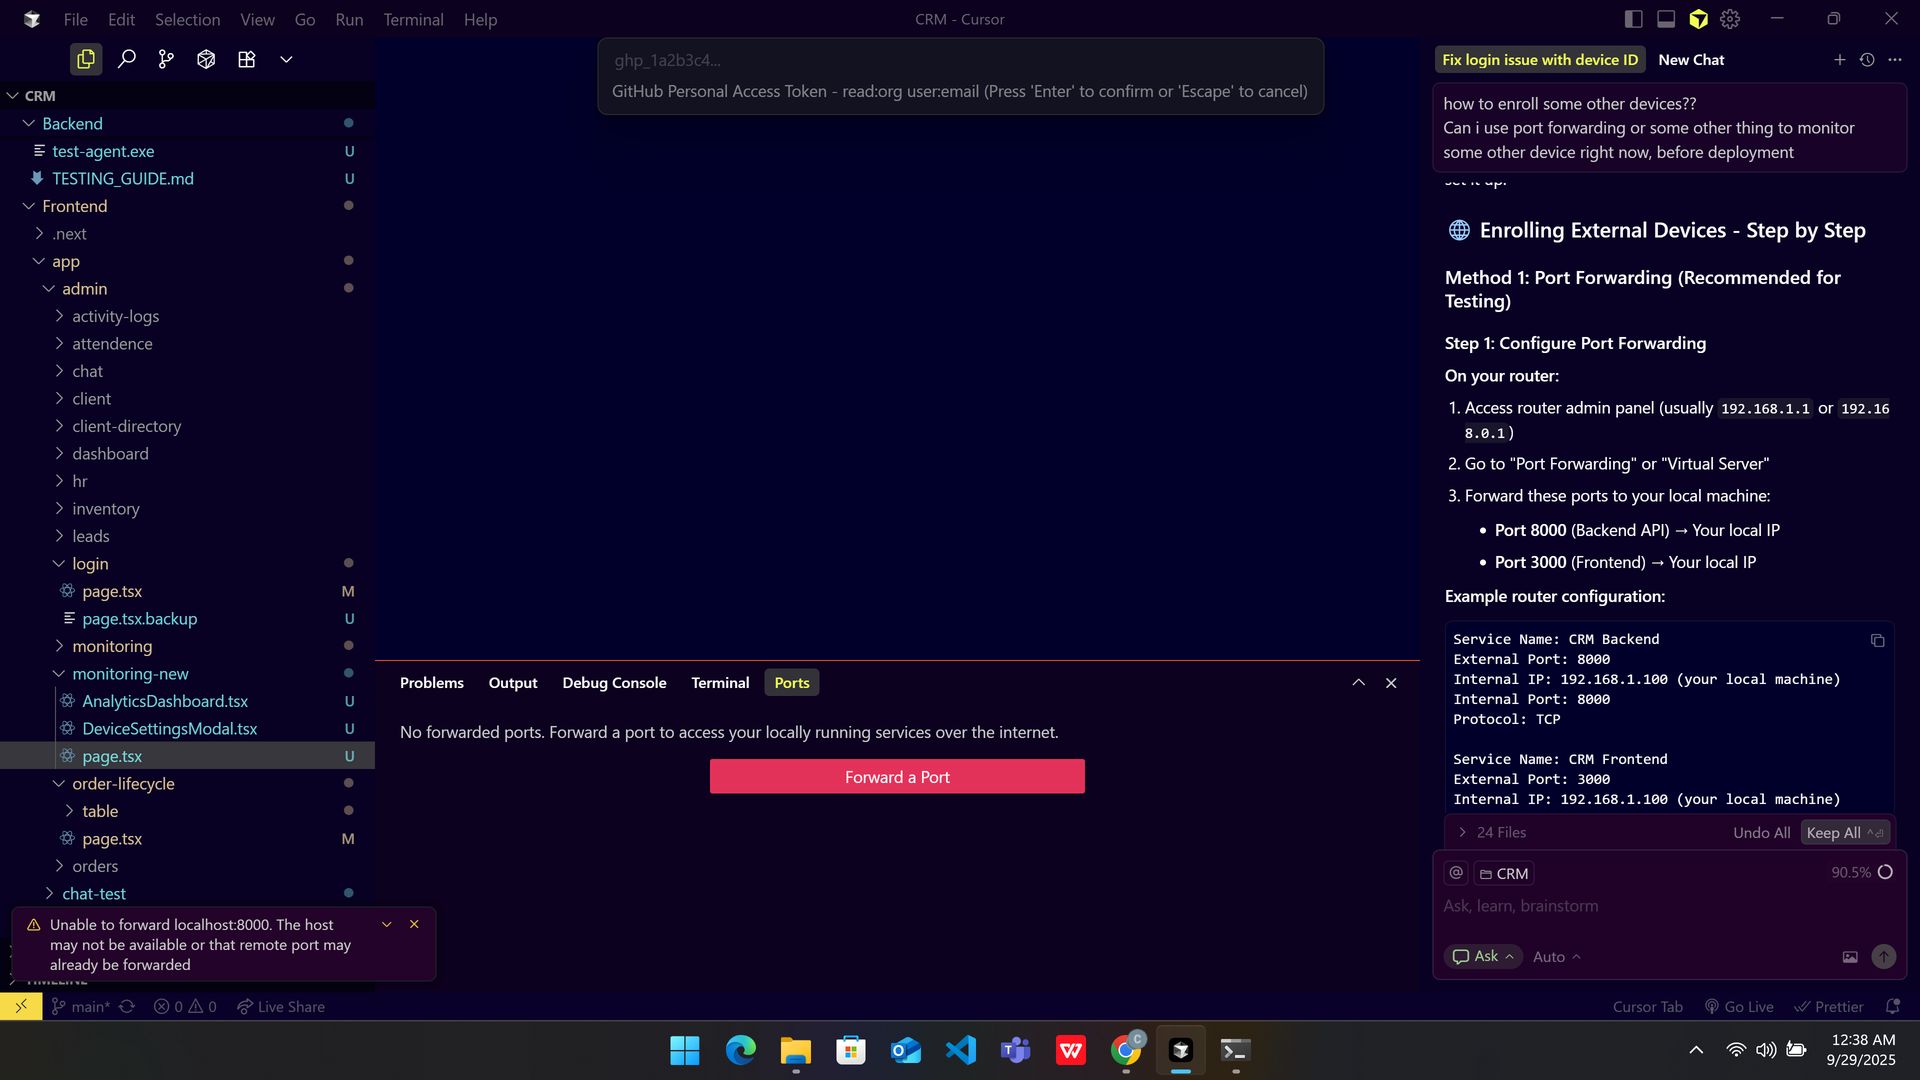 File Edit Selection View Go Run Terminal Help
CRM - Cursor
ghp_1a2b3c4...
GitHub Personal Access Token - read:org user:email (Press 'Enter' to confirm or 'Escape' to cancel)
CRM
Backend
test-agent.exe U
TESTING_GUIDE.md U
Frontend
.next
app
admin
activity-logs
attendence
chat
client
client-directory
dashboard
hr
inventory
leads
login
page.tsx M
page.tsx.backup U
monitoring
monitoring-new
AnalyticsDashboard.tsx U
DeviceSettingsModal.tsx U
page.tsx U
order-lifecycle
table
page.tsx M
orders
chat-test
TIMELINE
Unable to forward localhost:8000. The host
may not be available or that remote port may
already be forwarded
Problems Output Debug Console Terminal Ports
No forwarded ports. Forward a port to access your locally running services over the internet.
Forward a Port
Fix login issue with device ID New Chat
how to enroll some other devices??
Can i use port forwarding or some other thing to monitor
some other device right now, before deployment
set it up.
Enrolling External Devices - Step by Step
Method 1: Port Forwarding (Recommended for
Testing)
Step 1: Configure Port Forwarding
On your router:
1. Access router admin panel (usually 192.168.1.1 or 192.16
8.0.1)
2. Go to "Port Forwarding" or "Virtual Server"
3. Forward these ports to your local machine:
• Port 8000 (Backend API) → Your local IP
• Port 3000 (Frontend) → Your local IP
Example router configuration:
Service Name: CRM Backend
External Port: 8000
Internal IP: 192.168.1.100 (your local machine)
Internal Port: 8000
Protocol: TCP
Service Name: CRM Frontend
External Port: 3000
Internal IP: 192.168.1.100 (your local machine)
24 Files Undo All Keep All
@ CRM 90.5%
Ask, learn, brainstorm
Ask Auto
main* 0 0 Live Share
Cursor Tab Go Live Prettier
C
12:38 AM
9/29/2025